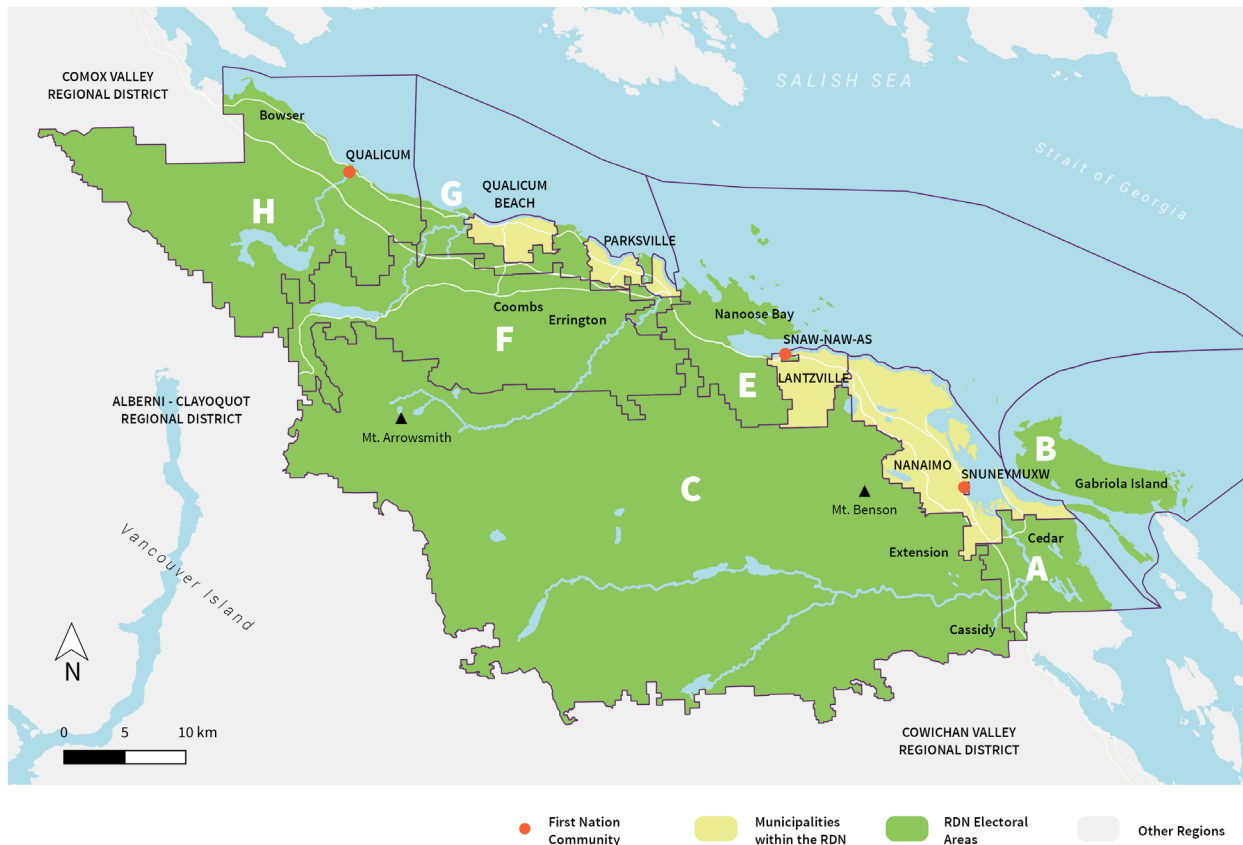 SALISH SEA
COMOX VALLEY
REGIONAL DISTRICT
Bowser
QUALICUM
Strait of Georgia
G
QUALICUM
BEACH
H
PARKSVILLE
Coombs
Errington
Nanoose Bay
F
SNAW-NAW-AS
E
LANTZVILLE
ALBERNI - CLAYOQUOT
REGIONAL DISTRICT
Mt. Arrowsmith
B
NANAIMO
SNUNEYMUXW
Gabriola Island
C
Mt. Benson
Vancouver Island
Extension
Cedar
A
Cassidy
N
0 5 10 km
COWICHAN VALLEY
REGIONAL DISTRICT
First Nation
Community
Municipalities
within the RDN
RDN Electoral
Areas
Other Regions